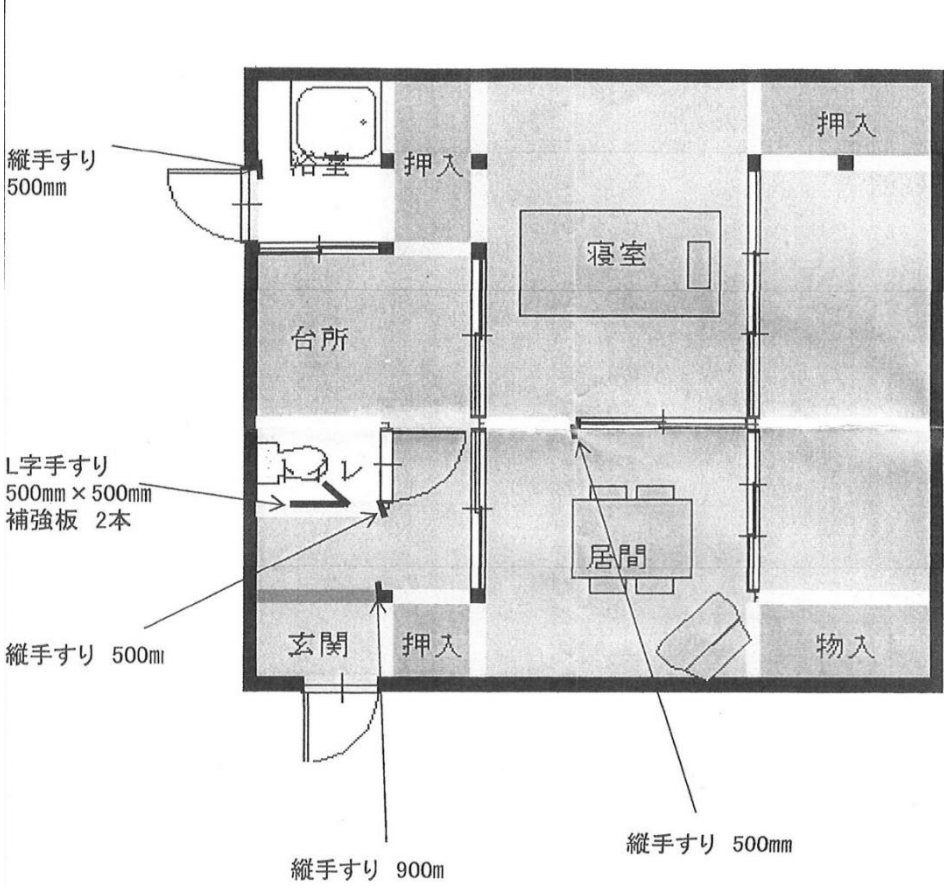 押入
縦手すり
500mm
浴室
押入
寝室
台所
L字手すり
500mm×500mm
補強板 2本
トイレ
居間
縦手すり 500m
玄関
押入
物入
縦手すり 500mm
縦手すり 900m